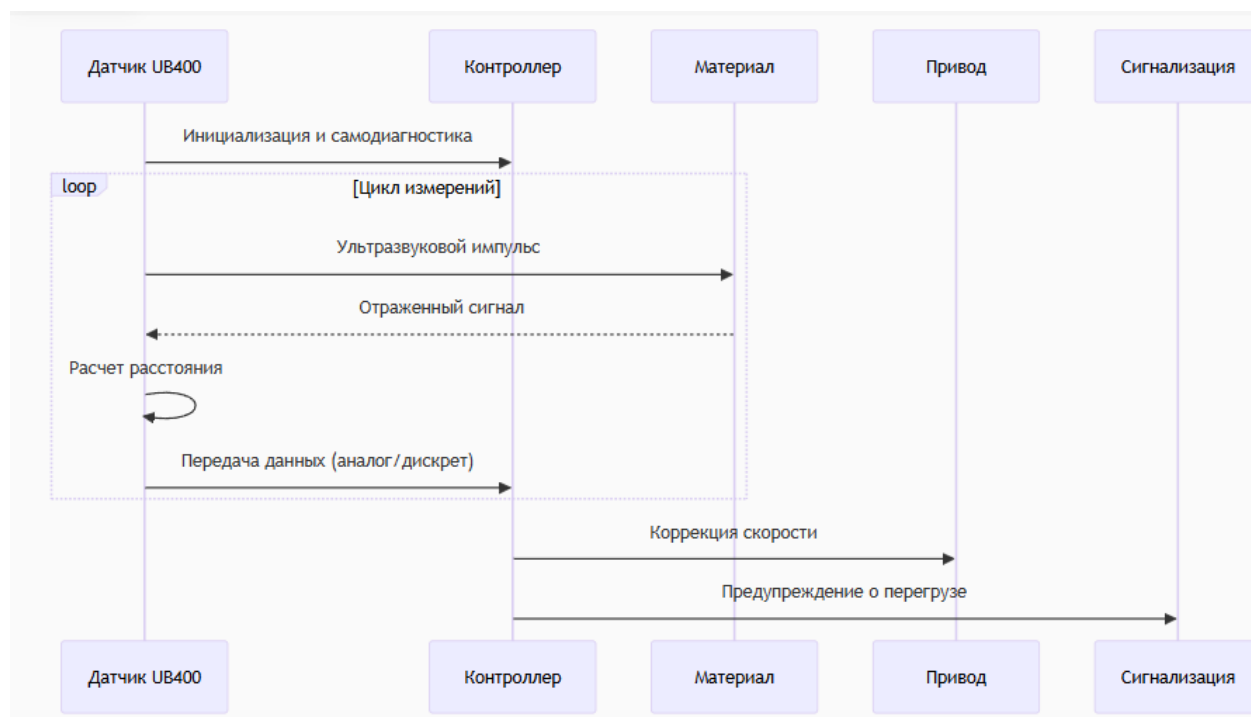 Датчик UB400
Контроллер
Материал
Привод
Сигнализация
Инициализация и самодиагностика
loop
[Цикл измерений]
Ультразвуковой импульс
Отраженный сигнал
Расчет расстояния
Передача данных (аналог/дискрет)
Коррекция скорости
Предупреждение о перегрузе
Датчик UB400
Контроллер
Материал
Привод
Сигнализация